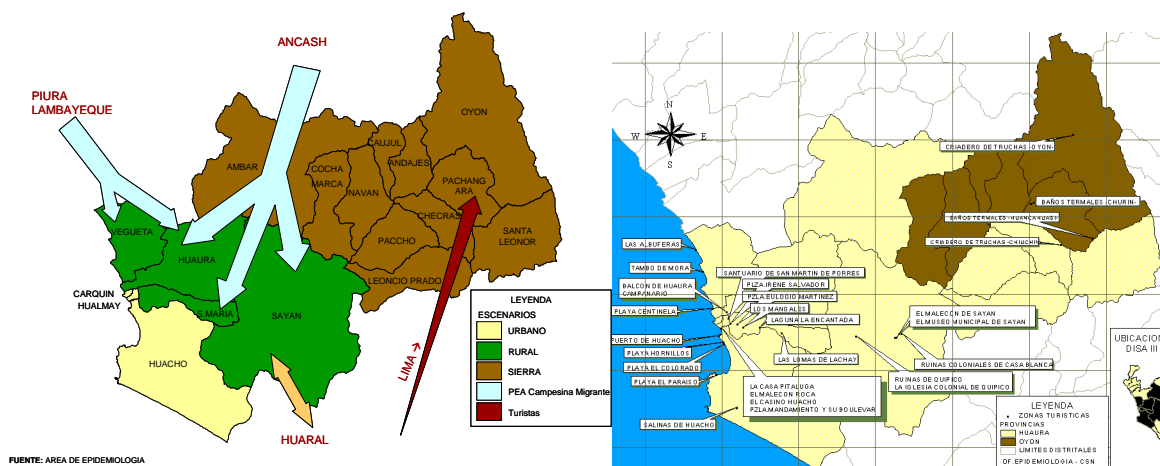 ANCASH
PIURA
LAMBAYEQUE
OYON
CAUJUL
AMBAR
COCHA
MARCA
ANDAJES
NAVAN
PACHANG
ARA
CHECRAS
VEGUETA
HUAURA
PACCHO
SANTA
LEONOR
LEONCIO PRADO
CARQUIN
HUALMAY
S.MARIA
SAYAN
HUACHO
LIMA
HUARAL
LEYENDA
ESCENARIOS
URBANO
RURAL
SIERRA
PEA Campesina Migrante
Turistas
FUENTE: AREA DE EPIDEMIOLOGIA
N
W
E
S
CRIADERO DE TRUCHAS -OYON-
BAÑOS TERMALES (CHURIN-
BAÑOS TERMALES -HUANCAHUASI-
CRIADERO DE TRUCHAS -CHIUCHIN-
LAS ALBUFERAS
TAMBO DE MORA
BALCON DE HUAURA
CAMPANARIO
PLAYA CENTINELA
PUERTO DE HUACHO
PLAYA HORNILLOS
PLAYA EL COLORADO
PLAYA EL PARAISO
SALINAS DE HUACHO
SANTUARIO DE SAN MARTIN DE PORRES
PLZA.IRENE SALVADOR
PZLA.EULOGIO MARTINEZ
LOS MANGALES
LAGUNA LA ENCANTADA
LAS LOMAS DE LACHAY
EL MALECON DE SAYAN
EL MUSEO MUNICIPAL DE SAYAN
RUINAS COLONIALES DE CASA BLANCA
RUINAS DE QUIPICO
LA IGLESIA COLONIAL DE QUIPICO
LA CASA PITALUGA
EL MALECON ROCA
EL CASINO HUACHO
PZLA.MANDAMIENTO Y SU BOULEVAR
UBICACION
DISA III
LEYENDA
ZONAS TURISTICAS
PROVINCIAS
HUAURA
OYON
LIMITES DISTRITALES
OF.EPIDEMIOLOGIA - CSN